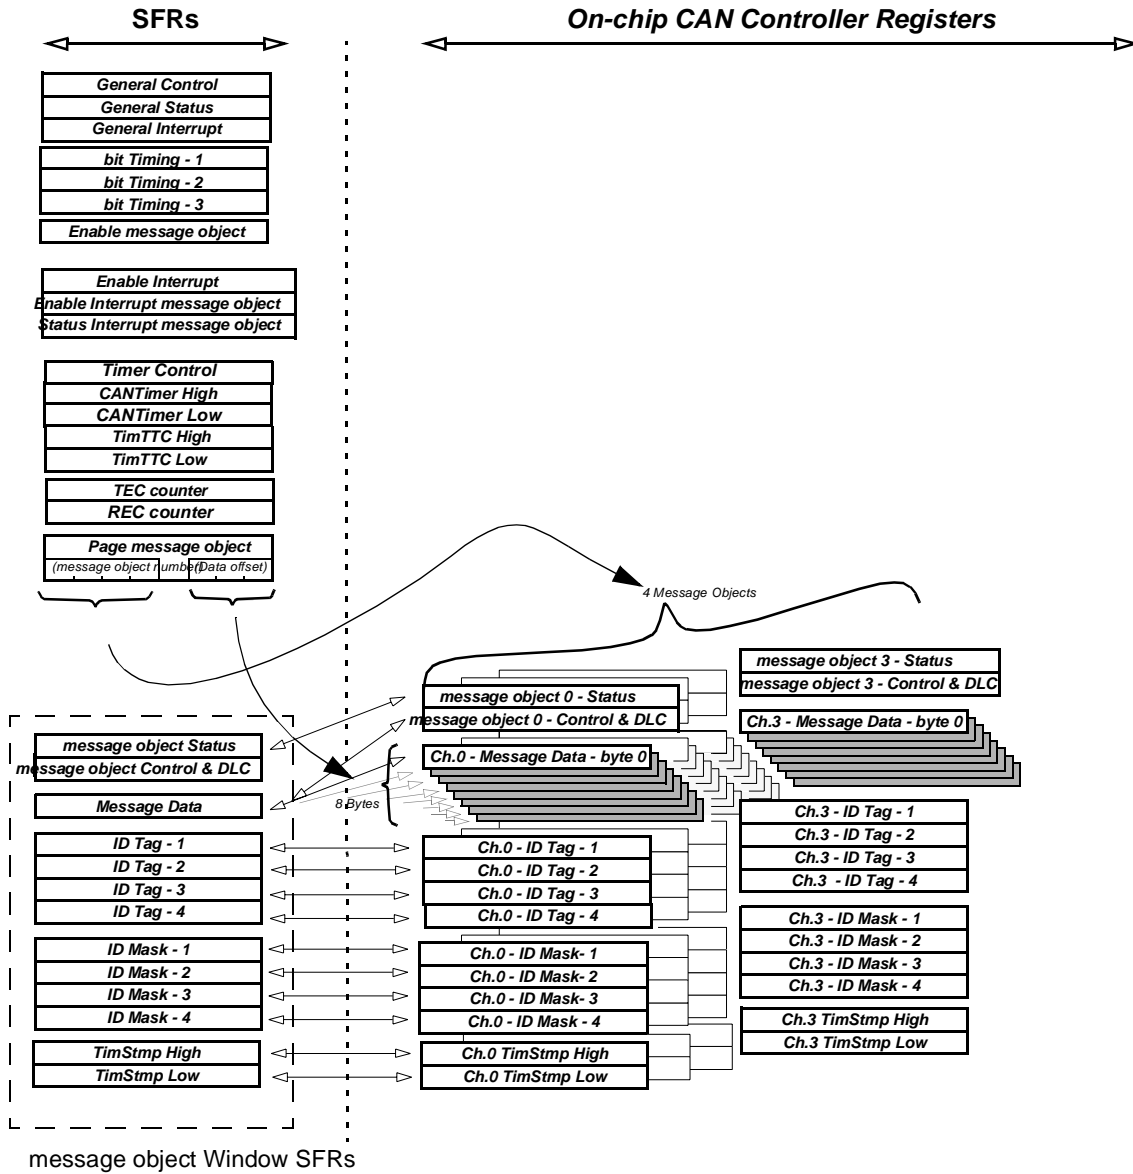 SFRs
On-chip CAN Controller Registers
General Control
General Status
General Interrupt
bit Timing - 1
bit Timing - 2
bit Timing - 3
Enable message object
Enable Interrupt
Enable Interrupt message object
Status Interrupt message object
Timer Control
CANTimer High
CANTimer Low
TimTTC High
TimTTC Low
TEC counter
REC counter
Page message object
(message object number)
(Data offset)
4 Message Objects
message object Status
message object Control & DLC
Message Data
ID Tag - 1
ID Tag - 2
ID Tag - 3
ID Tag - 4
ID Mask - 1
ID Mask - 2
ID Mask - 3
ID Mask - 4
TimStmp High
TimStmp Low
message object Window SFRs
8 Bytes
message object 0 - Status
message object 0 - Control & DLC
Ch.0 - Message Data - byte 0
Ch.0 - ID Tag - 1
Ch.0 - ID Tag - 2
Ch.0 - ID Tag - 3
Ch.0 - ID Tag - 4
Ch.0 - ID Mask- 1
Ch.0 - ID Mask- 2
Ch.0 - ID Mask- 3
Ch.0 - ID Mask - 4
Ch.0 TimStmp High
Ch.0 TimStmp Low
message object 3 - Status
message object 3 - Control & DLC
Ch.3 - Message Data - byte 0
Ch.3 - ID Tag - 1
Ch.3 - ID Tag - 2
Ch.3 - ID Tag - 3
Ch.3 - ID Tag - 4
Ch.3 - ID Mask - 1
Ch.3 - ID Mask - 2
Ch.3 - ID Mask - 3
Ch.3 - ID Mask - 4
Ch.3 TimStmp High
Ch.3 TimStmp Low